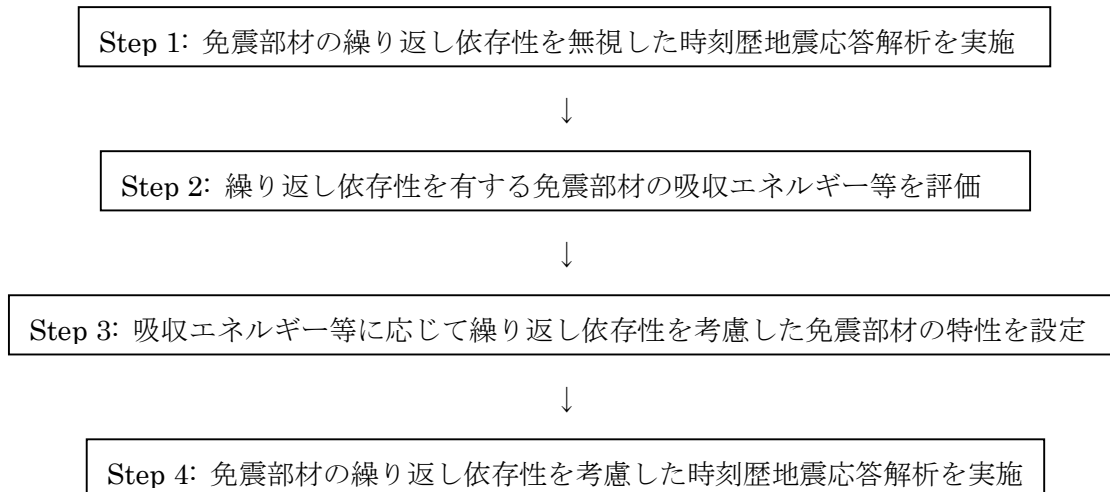 Step 1: 免震部材の繰り返し依存性を無視した時刻歴地震応答解析を実施
↓
Step 2: 繰り返し依存性を有する免震部材の吸収エネルギー等を評価
↓
Step 3: 吸収エネルギー等に応じて繰り返し依存性を考慮した免震部材の特性を設定
↓
Step 4: 免震部材の繰り返し依存性を考慮した時刻歴地震応答解析を実施